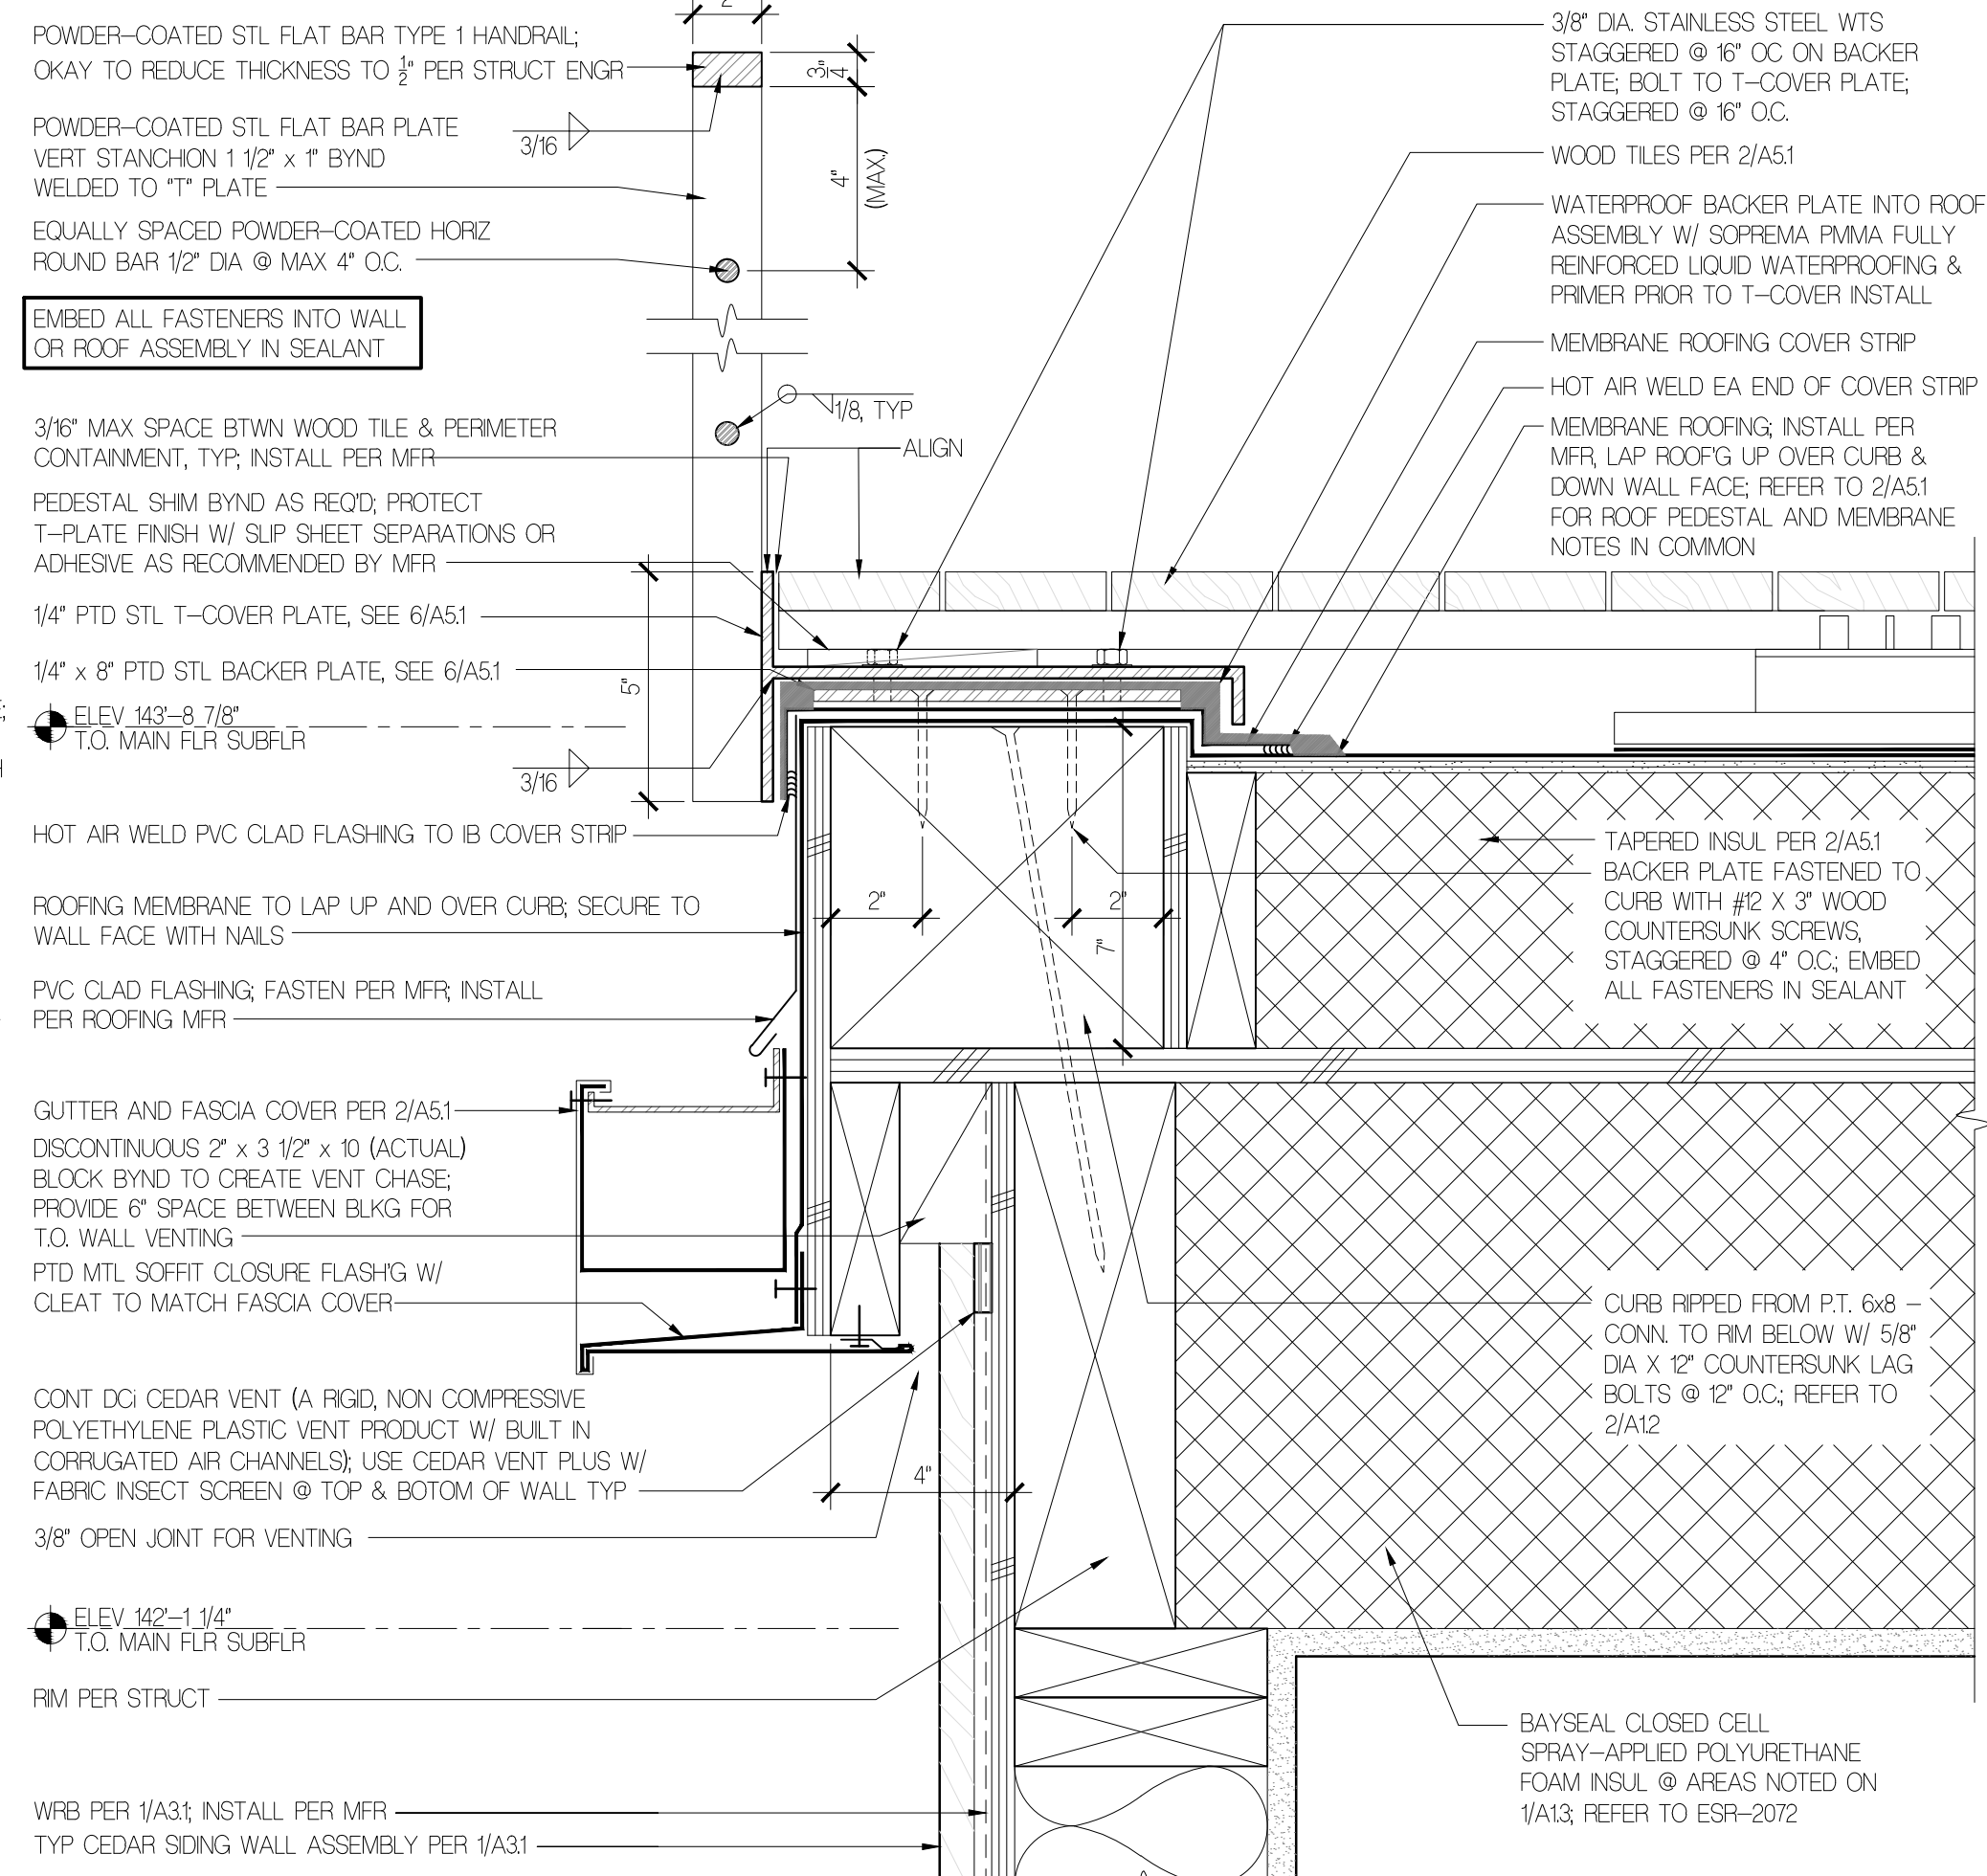 POWDER-COATED STL FLAT BAR TYPE 1 HANDRAIL;
OKAY TO REDUCE THICKNESS TO 1/2" PER STRUCT ENGR
POWDER-COATED STL FLAT BAR PLATE
VERT STANCHION 1 1/2" x 1" BYND
WELDED TO "T" PLATE
EQUALLY SPACED POWDER-COATED HORIZ
ROUND BAR 1/2" DIA @ MAX 4" O.C.
EMBED ALL FASTENERS INTO WALL
OR ROOF ASSEMBLY IN SEALANT
3/16" MAX SPACE BTWN WOOD TILE & PERIMETER
CONTAINMENT, TYP; INSTALL PER MFR
PEDESTAL SHIM BYND AS REQ'D; PROTECT
T-PLATE FINISH W/ SLIP SHEET SEPARATIONS OR
ADHESIVE AS RECOMMENDED BY MFR
1/4" PTD STL T-COVER PLATE, SEE 6/A5.1
1/4" x 8" PTD STL BACKER PLATE, SEE 6/A5.1
ELEV 143'-8 7/8"
T.O. MAIN FLR SUBFLR
HOT AIR WELD PVC CLAD FLASHING TO IB COVER STRIP
ROOFING MEMBRANE TO LAP UP AND OVER CURB; SECURE TO
WALL FACE WITH NAILS
PVC CLAD FLASHING; FASTEN PER MFR; INSTALL
PER ROOFING MFR
GUTTER AND FASCIA COVER PER 2/A5.1
DISCONTINUOUS 2" x 3 1/2" x 10 (ACTUAL)
BLOCK BYND TO CREATE VENT CHASE;
PROVIDE 6" SPACE BETWEEN BLKG FOR
T.O. WALL VENTING
PTD MTL SOFFIT CLOSURE FLASH'G W/
CLEAT TO MATCH FASCIA COVER
CONT DCi CEDAR VENT (A RIGID, NON COMPRESSIVE
POLYETHYLENE PLASTIC VENT PRODUCT W/ BUILT IN
CORRUGATED AIR CHANNELS); USE CEDAR VENT PLUS W/
FABRIC INSECT SCREEN @ TOP & BOTOM OF WALL TYP
3/8" OPEN JOINT FOR VENTING
ELEV 142'-1 1/4"
T.O. MAIN FLR SUBFLR
RIM PER STRUCT
WRB PER 1/A3.1; INSTALL PER MFR
TYP CEDAR SIDING WALL ASSEMBLY PER 1/A3.1
3/16
3/4"
4"
(MAX.)
1/8, TYP
ALIGN
5"
3/16
2"
2"
7"
4"
3/8" DIA. STAINLESS STEEL WTS
STAGGERED @ 16" OC ON BACKER
PLATE; BOLT TO T-COVER PLATE;
STAGGERED @ 16" O.C.
WOOD TILES PER 2/A5.1
WATERPROOF BACKER PLATE INTO ROOF
ASSEMBLY W/ SOPREMA PMMA FULLY
REINFORCED LIQUID WATERPROOFING &
PRIMER PRIOR TO T-COVER INSTALL
MEMBRANE ROOFING COVER STRIP
HOT AIR WELD EA END OF COVER STRIP
MEMBRANE ROOFING; INSTALL PER
MFR, LAP ROOF'G UP OVER CURB &
DOWN WALL FACE; REFER TO 2/A5.1
FOR ROOF PEDESTAL AND MEMBRANE
NOTES IN COMMON
TAPERED INSUL PER 2/A5.1
BACKER PLATE FASTENED TO
CURB WITH #12 X 3" WOOD
COUNTERSUNK SCREWS,
STAGGERED @ 4" O.C.; EMBED
ALL FASTENERS IN SEALANT
CURB RIPPED FROM P.T. 6x8 -
CONN. TO RIM BELOW W/ 5/8"
DIA X 12" COUNTERSUNK LAG
BOLTS @ 12" O.C.; REFER TO
2/A1.2
BAYSEAL CLOSED CELL
SPRAY-APPLIED POLYURETHANE
FOAM INSUL @ AREAS NOTED ON
1/A1.3; REFER TO ESR-2072